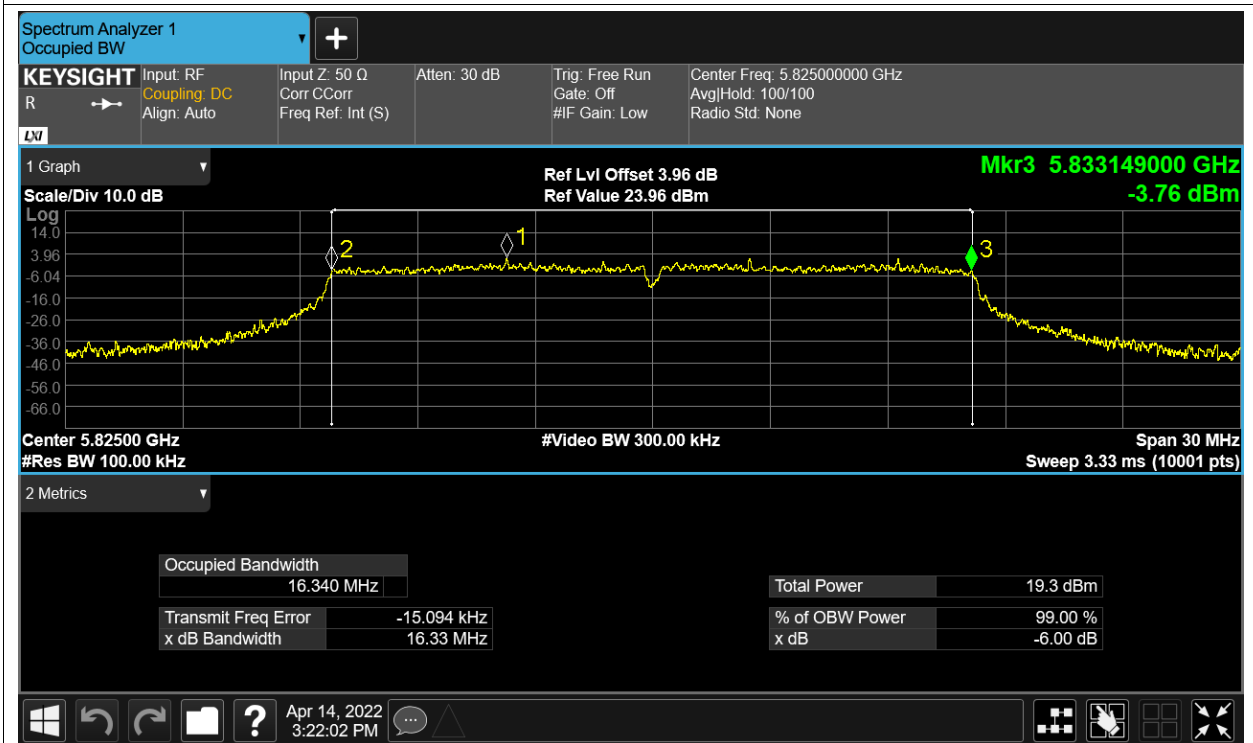 Spectrum Analyzer 1
Occupied BW
KEYSIGHT
R
LXI
Input: RF
Coupling: DC
Align: Auto
Input Z: 50 Ω
Corr CCorr
Freq Ref: Int (S)
Atten: 30 dB
Trig: Free Run
Gate: Off
#IF Gain: Low
Center Freq: 5.825000000 GHz
Avg|Hold: 100/100
Radio Std: None
1 Graph
Scale/Div 10.0 dB
Ref Lvl Offset 3.96 dB
Ref Value 23.96 dBm
Mkr3 5.833149000 GHz
-3.76 dBm
Log
14.0
3.96
-6.04
-16.0
-26.0
-36.0
-46.0
-56.0
-66.0
2
1
3
Center 5.82500 GHz
#Res BW 100.00 kHz
#Video BW 300.00 kHz
Span 30 MHz
Sweep 3.33 ms (10001 pts)
2 Metrics
Occupied Bandwidth
16.340 MHz
Transmit Freq Error -15.094 kHz
x dB Bandwidth 16.33 MHz
Total Power 19.3 dBm
% of OBW Power 99.00 %
x dB -6.00 dB
?
Apr 14, 2022
3:22:02 PM